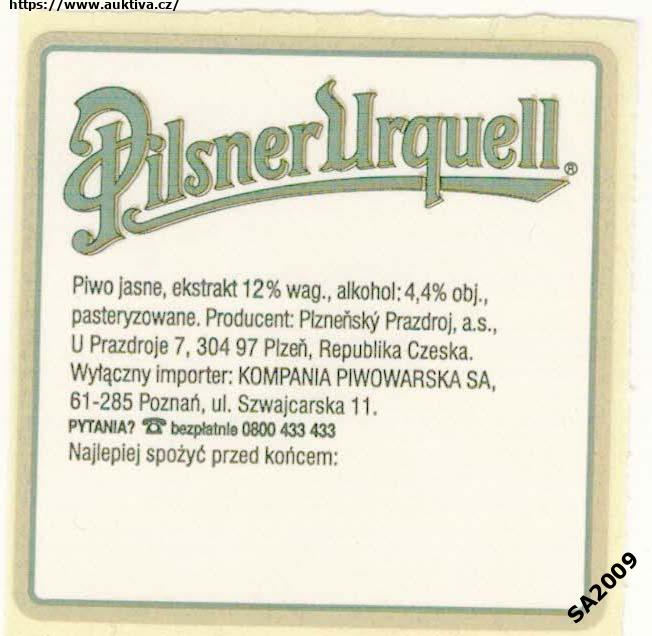 https://www.auktiva.cz/
Pilsner Urquell®
Piwo jasne, ekstrakt 12% wag., alkohol: 4,4% obj.,
pasteryzowane. Producent: Plzneňský Prazdroj, a.s.,
U Prazdroje 7, 304 97 Plzeň, Republika Czeska.
Wyłączny importer: KOMPANIA PIWOWARSKA SA,
61-285 Poznań, ul. Szwajcarska 11.
PYTANIA? ☎ bezpłatnie 0800 433 433
Najlepiej spożyć przed końcem:
SA2009